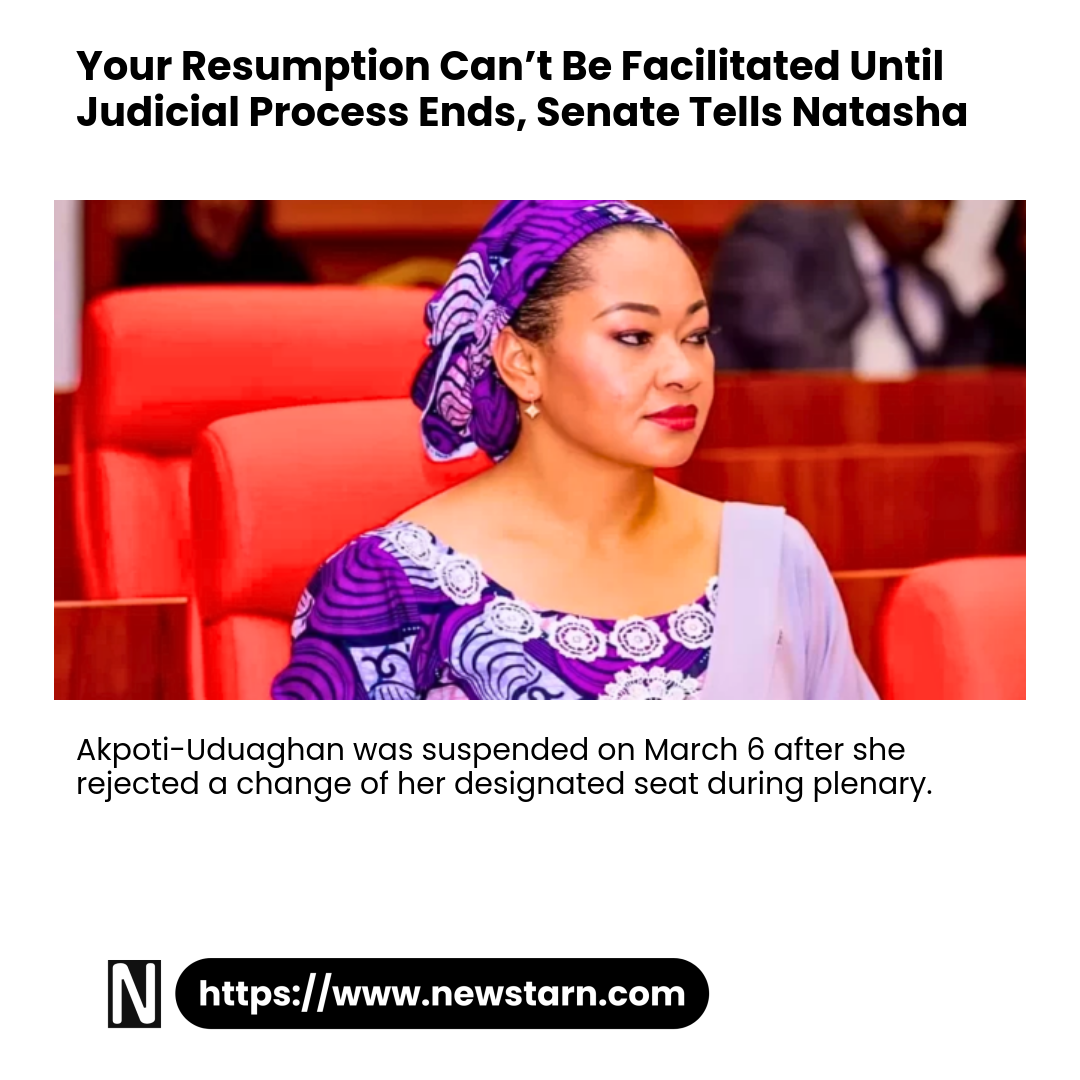 Your Resumption Can’t Be Facilitated Until
Judicial Process Ends, Senate Tells Natasha
Akpoti-Uduaghan was suspended on March 6 after she
rejected a change of her designated seat during plenary.
N
https://www.newstarn.com